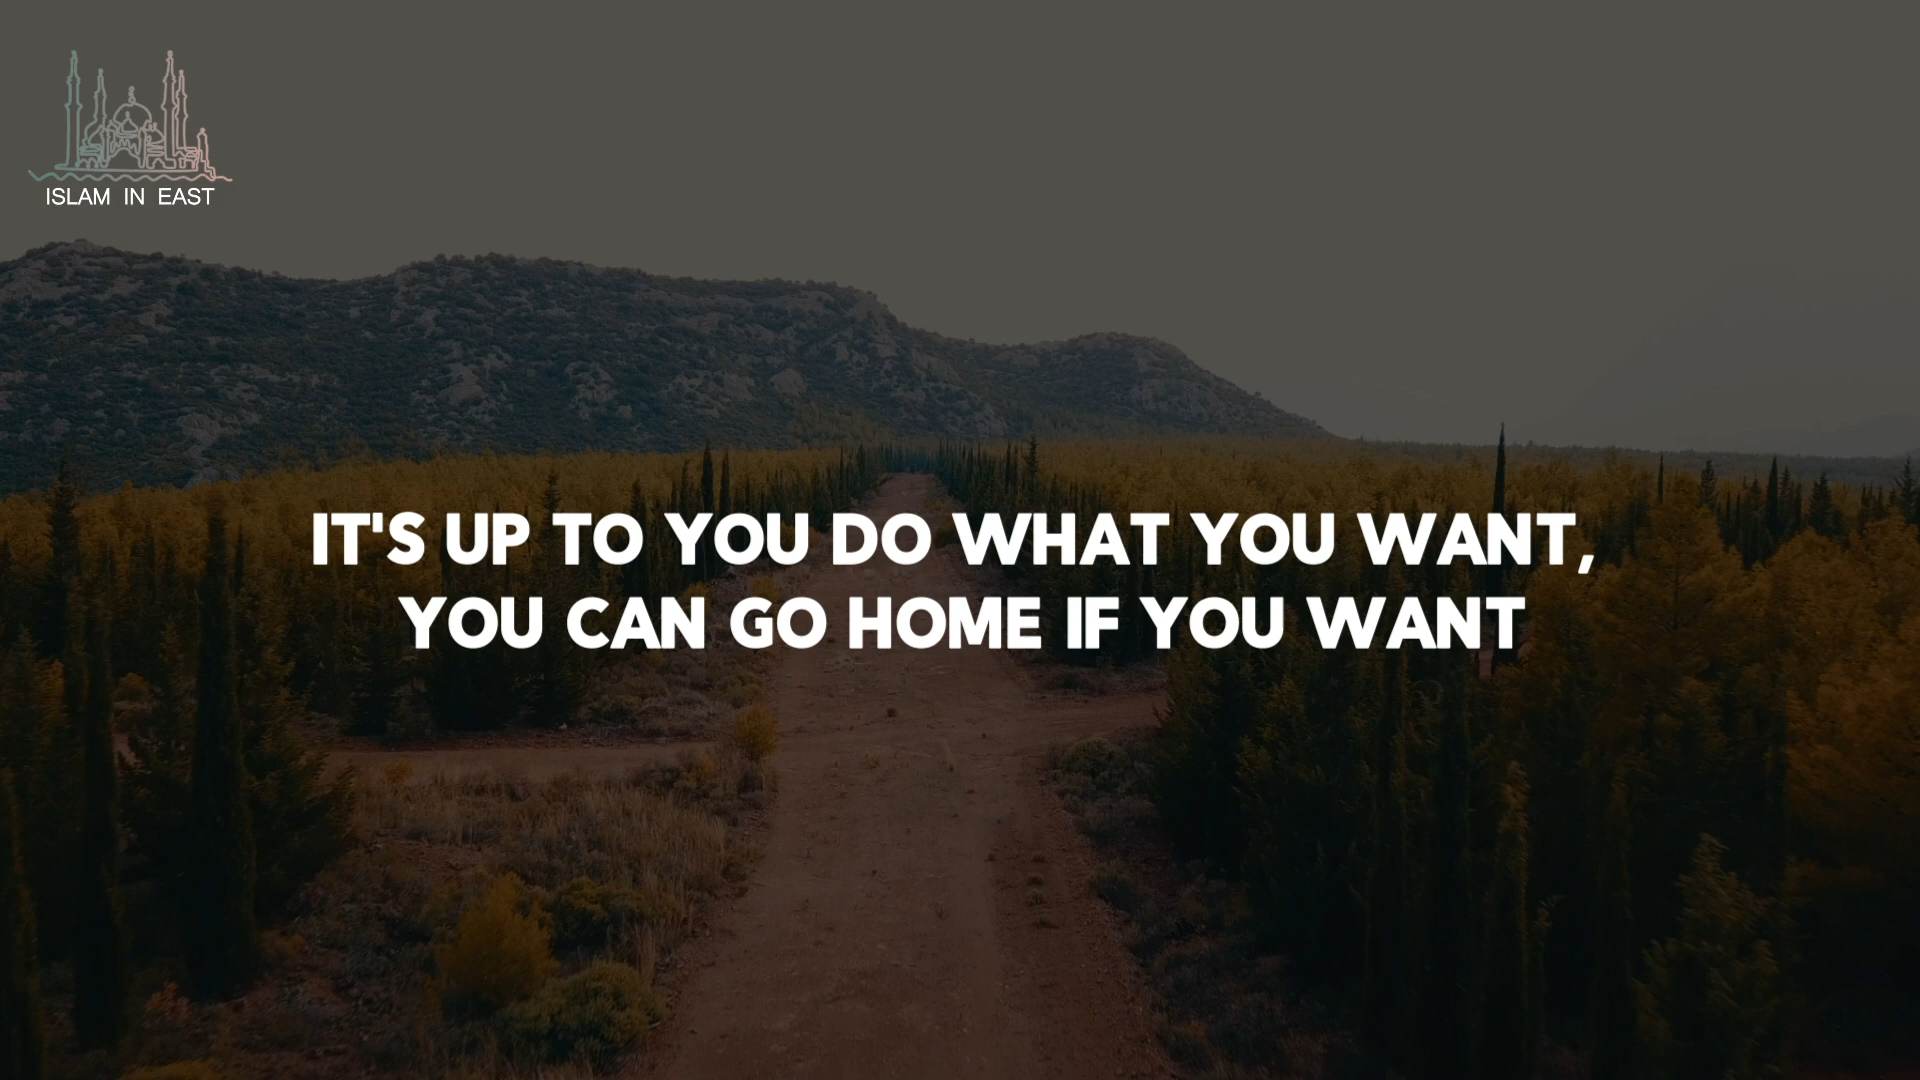 ISLAM IN EAST
IT'S UP TO YOU DO WHAT YOU WANT,
YOU CAN GO HOME IF YOU WANT